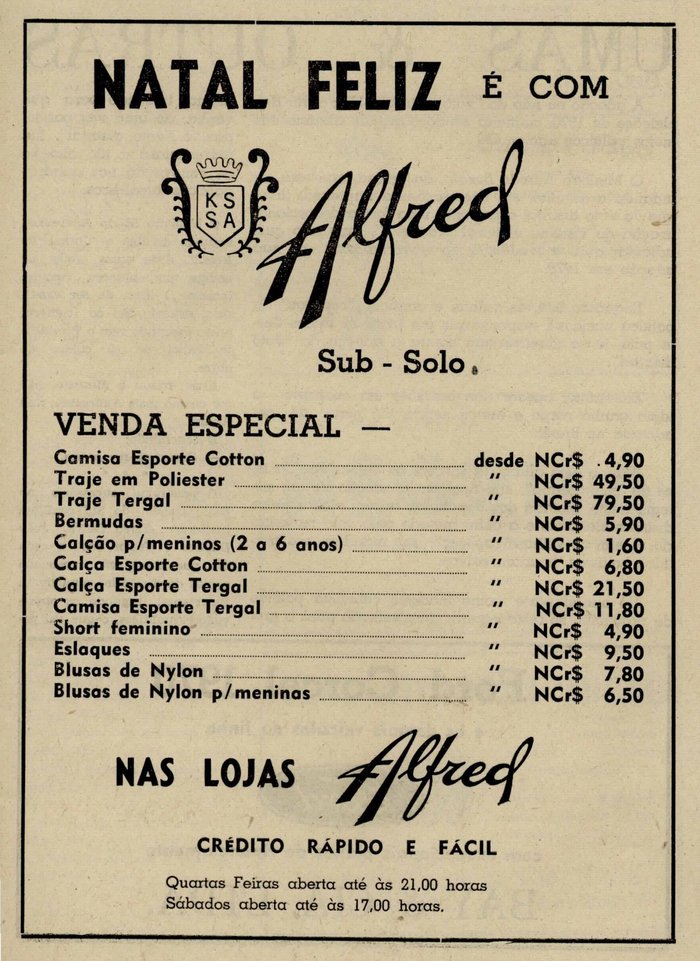 NATAL FELIZ É COM
KS
SA
Alfred
Sub - Solo
VENDA ESPECIAL —
Camisa Esporte Cotton desde NCr$ 4,90
Traje em Poliester " NCr$ 49,50
Traje Tergal " NCr$ 79,50
Bermudas " NCr$ 5,90
Calção p/meninos (2 a 6 anos) " NCr$ 1,60
Calça Esporte Cotton " NCr$ 6,80
Calça Esporte Tergal " NCr$ 21,50
Camisa Esporte Tergal " NCr$ 11,80
Short feminino " NCr$ 4,90
Eslaques " NCr$ 9,50
Blusas de Nylon " NCr$ 7,80
Blusas de Nylon p/meninas " NCr$ 6,50
NAS LOJAS Alfred
CRÉDITO RÁPIDO E FÁCIL
Quartas Feiras aberta até às 21,00 horas
Sábados aberta até às 17,00 horas.